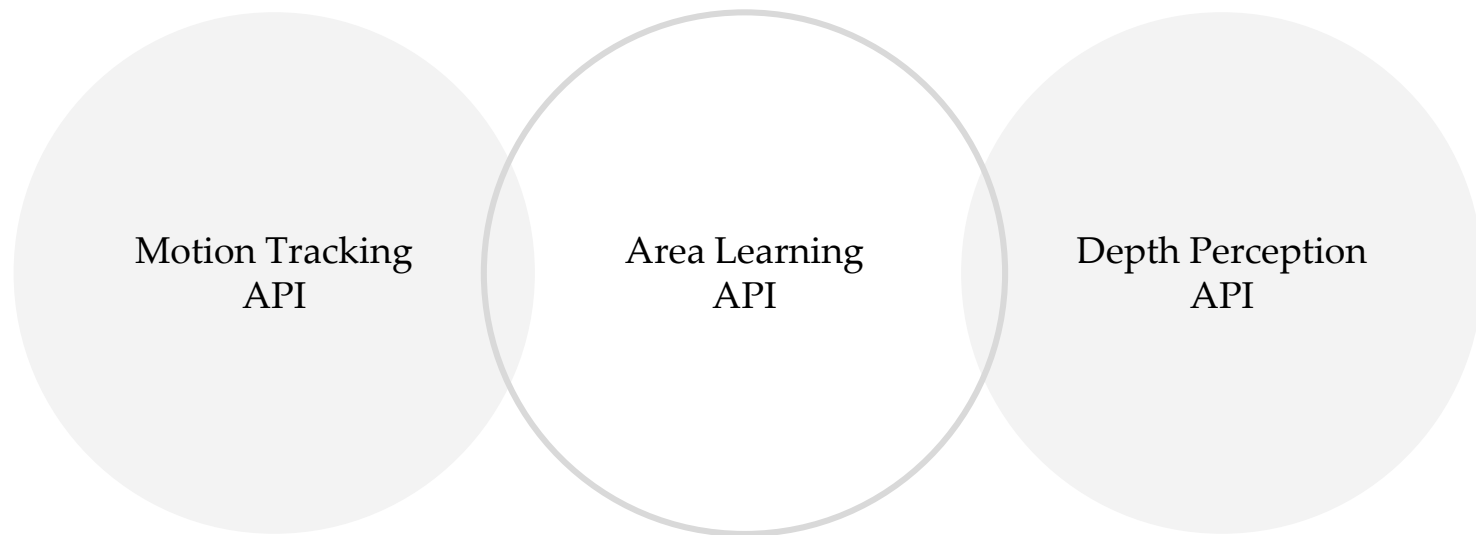 Motion Tracking
API
Area Learning
API
Depth Perception
API